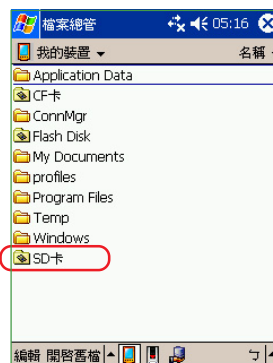 檔案總管 05:16
我的裝置 名稱
Application Data
CF卡
ConnMgr
Flash Disk
My Documents
profiles
Program Files
Temp
Windows
SD卡
編輯 開啓舊檔 ㄅ